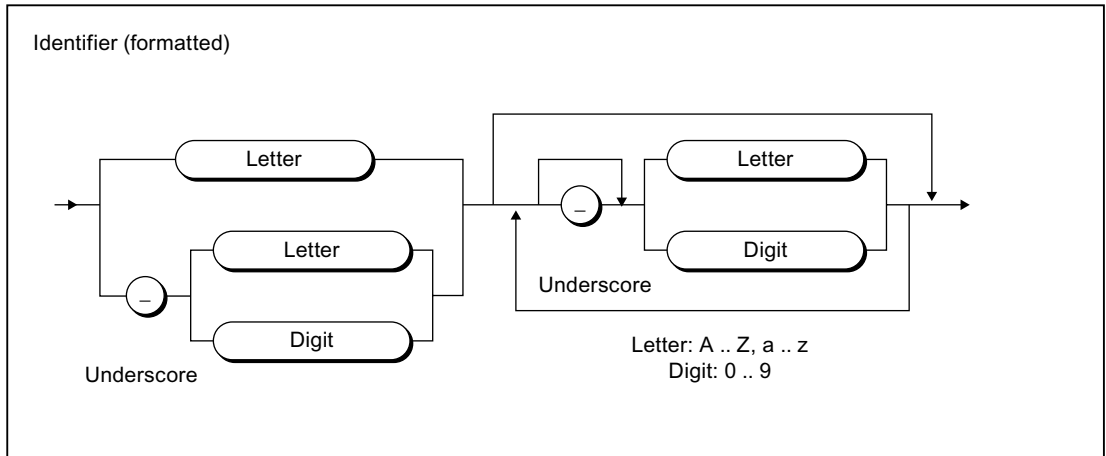 Identifier (formatted)
Letter
Letter
_
_
Letter
Digit
Underscore
Digit
Underscore
Letter: A .. Z, a .. z
Digit: 0 .. 9